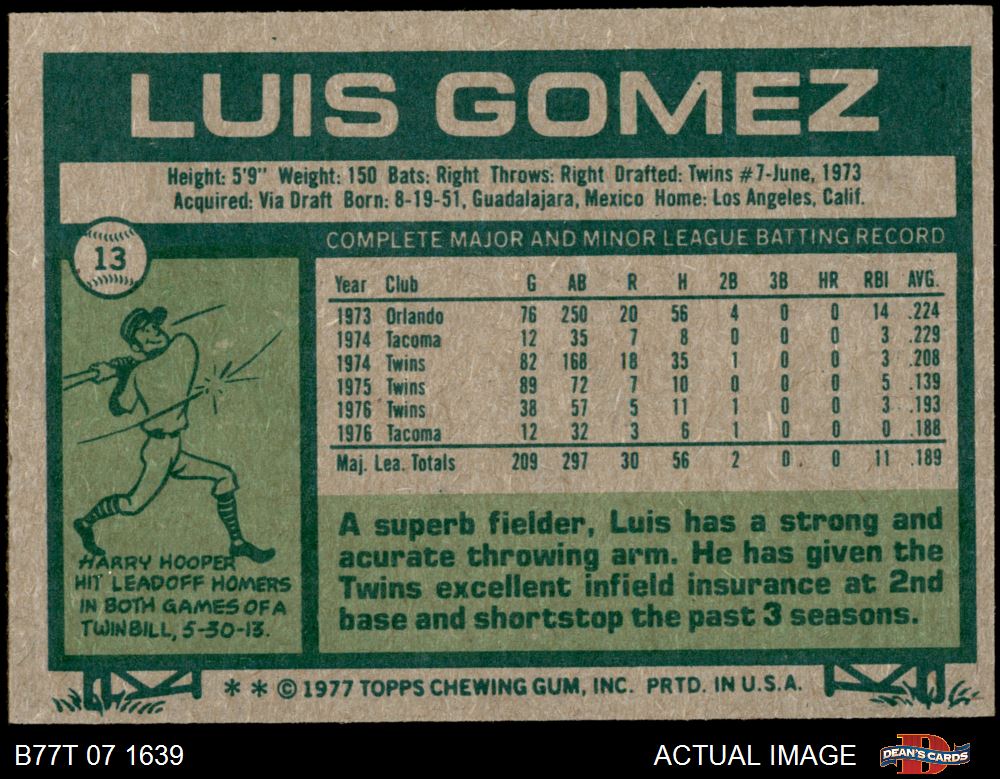 LUIS GOMEZ
Height: 5'9" Weight: 150 Bats: Right Throws: Right Drafted: Twins #7-June, 1973
Acquired: Via Draft Born: 8-19-51, Guadalajara, Mexico Home: Los Angeles, Calif.
13
COMPLETE MAJOR AND MINOR LEAGUE BATTING RECORD
Year Club G AB R H 2B 3B HR RBI AVG.
1973 Orlando 76 250 20 56 4 0 0 14 .224
1974 Tacoma 12 35 7 8 0 0 0 3 .229
1974 Twins 82 168 18 35 1 0 0 3 .208
1975 Twins 89 72 7 10 0 0 0 5 .139
1976 Twins 38 57 5 11 1 0 0 3 .193
1976 Tacoma 12 32 3 6 1 0 0 0 .188
Maj. Lea. Totals 209 297 30 56 2 0 0 11 .189
HARRY HOOPER
HIT LEADOFF HOMERS
IN BOTH GAMES OF A
TWINBILL, 5-30-13.
A superb fielder, Luis has a strong and
acurate throwing arm. He has given the
Twins excellent infield insurance at 2nd
base and shortstop the past 3 seasons.
* * © 1977 TOPPS CHEWING GUM, INC. PRTD. IN U.S.A.
B77T 07 1639
ACTUAL IMAGE
DEAN'S CARDS